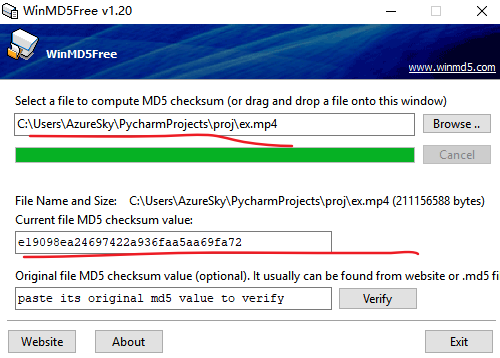 WinMD5Free v1.20
WinMD5Free
www.winmd5.com
Select a file to compute MD5 checksum (or drag and drop a file onto this window)
C:\Users\AzureSky\PycharmProjects\proj\ex.mp4
Browse ..
Cancel
File Name and Size: C:\Users\AzureSky\PycharmProjects\proj\ex.mp4 (211156588 bytes)
Current file MD5 checksum value:
e19098ea24697422a936faa5aa69fa72
Original file MD5 checksum value (optional). It usually can be found from website or .md5 fi
paste its original md5 value to verify
Verify
Website
About
Exit